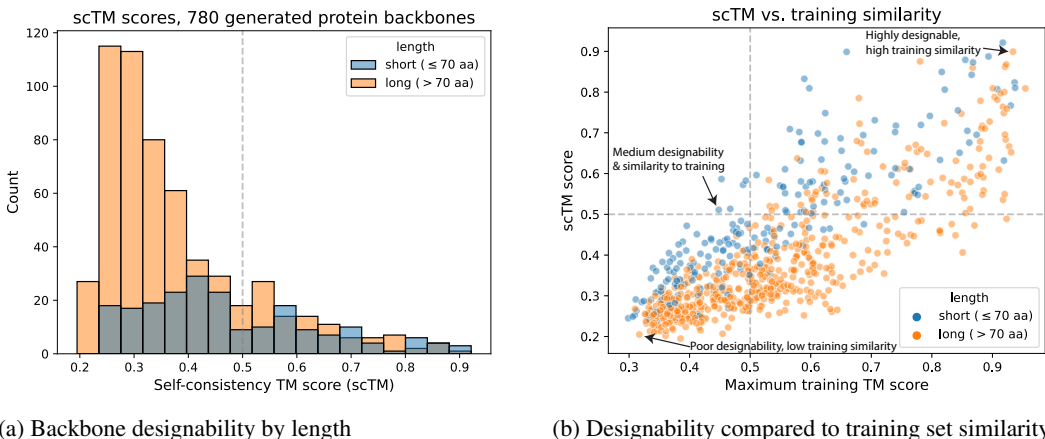 scTM scores, 780 generated protein backbones
120
100
80
60
40
20
0
Count
length
short (≤ 70 aa)
long (> 70 aa)
0.2 0.3 0.4 0.5 0.6 0.7 0.8 0.9
Self-consistency TM score (scTM)
(a) Backbone designability by length
scTM vs. training similarity
Highly designable,
high training similarity
0.9
0.8
0.7
0.6
0.5
0.4
0.3
0.2
scTM score
Medium designability
& similarity to training
length
short (≤ 70 aa)
long (> 70 aa)
Poor designability, low training similarity
0.3 0.4 0.5 0.6 0.7 0.8 0.9
Maximum training TM score
(b) Designability compared to training set similarity